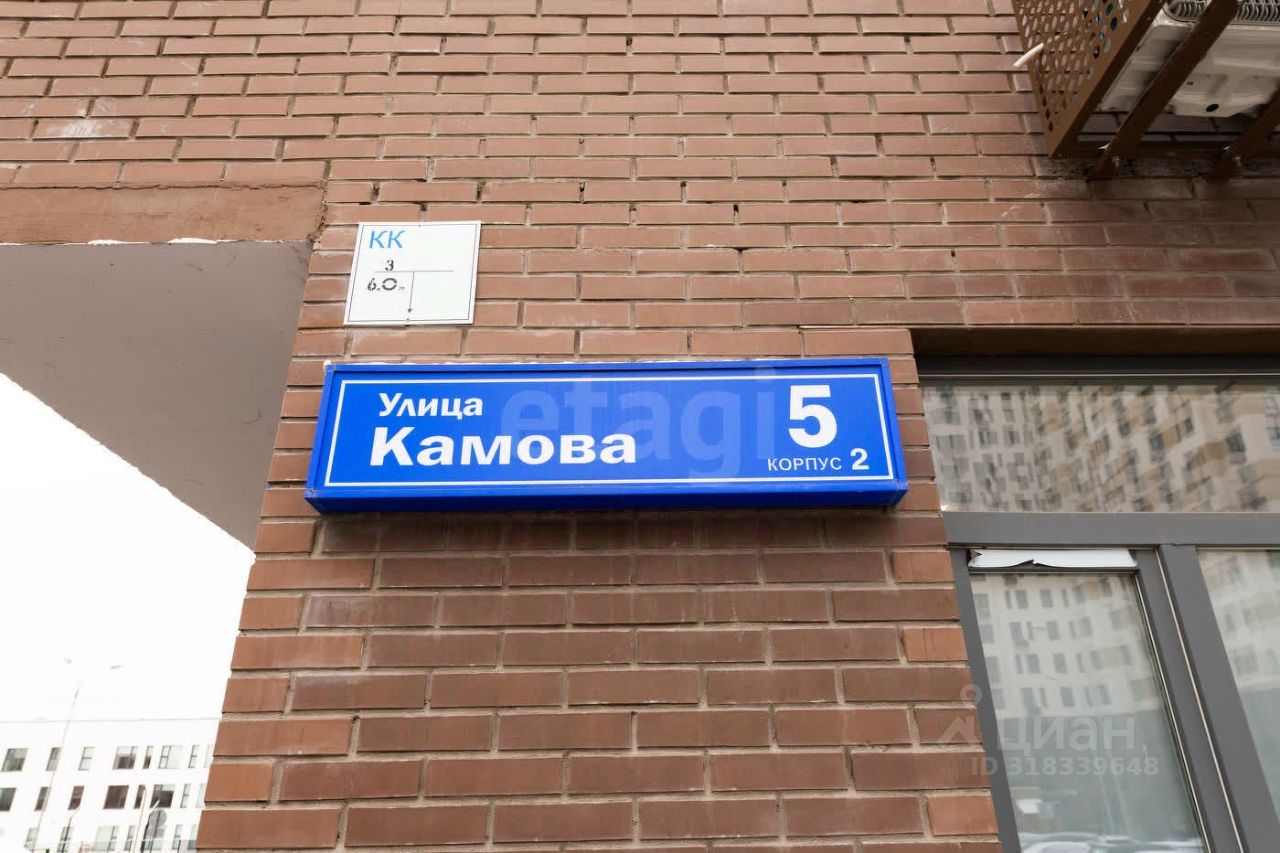 КК
3
6.0 м
Улица
Камова
5
КОРПУС 2
etagi
циан
ID 318339648